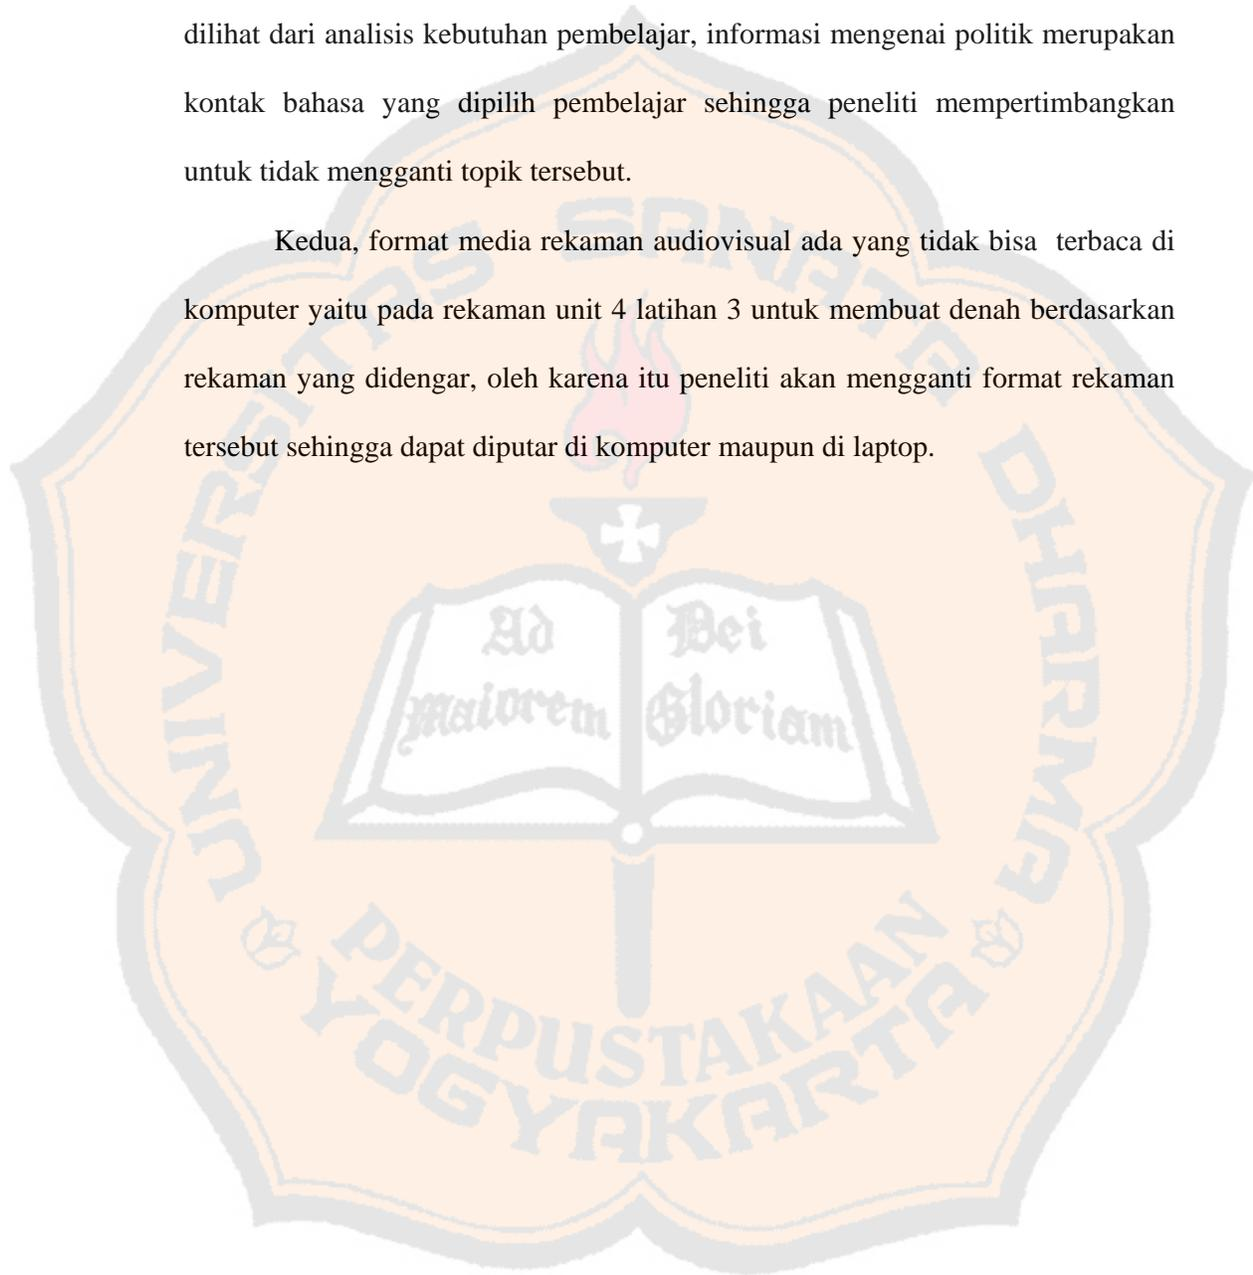 dilihat dari analisis kebutuhan pembelajar, informasi mengenai politik merupakan
kontak bahasa yang dipilih pembelajar sehingga peneliti mempertimbangkan
untuk tidak mengganti topik tersebut.
Kedua, format media rekaman audiovisual ada yang tidak bisa terbaca di
komputer yaitu pada rekaman unit 4 latihan 3 untuk membuat denah berdasarkan
rekaman yang didengar, oleh karena itu peneliti akan mengganti format rekaman
tersebut sehingga dapat diputar di komputer maupun di laptop.
UNIVERSITAS SANATA DHARMA
Ad Dei
Maiorem Gloriam
PERPUSTAKAAN
YOGYAKARTA